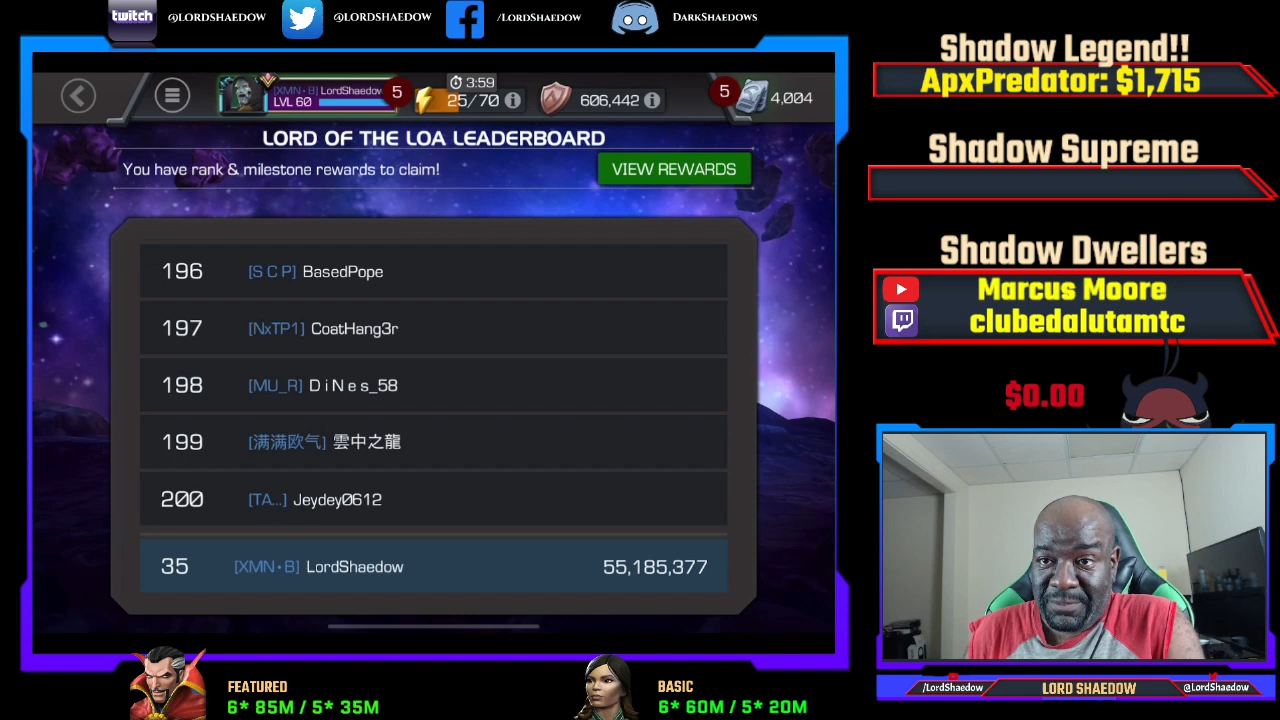 twitch @LORDSHAEDOW @LORDSHAEDOW /LORDSHAEDOW DARKSHAEDOWS
[XMN•B] LordShaedow 5
LVL 60
3:59
25/70
606,442
5 4,004
LORD OF THE LOA LEADERBOARD
You have rank & milestone rewards to claim!
VIEW REWARDS
196 [S C P] BasedPope
197 [NxTP1] CoatHang3r
198 [MU_R] D i N e s_58
199 [满满欧气] 雲中之龍
200 [TA...] Jeydey0612
35 [XMN•B] LordShaedow 55,185,377
FEATURED
6* 85M / 5* 35M
BASIC
6* 60M / 5* 20M
Shadow Legend!!
ApxPredator: $1,715
Shadow Supreme
Shadow Dwellers
Marcus Moore
clubedalutamtc
$0.00
/LordShaedow LORD SHAEDOW @LordShaedow